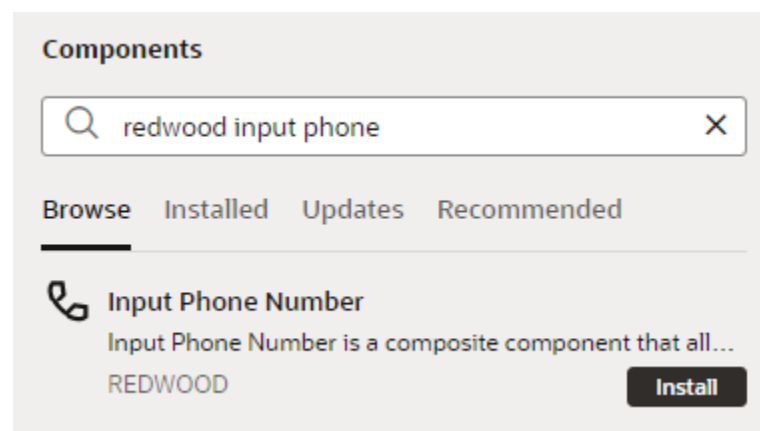 Components
redwood input phone
Browse Installed Updates Recommended
Input Phone Number
Input Phone Number is a composite component that all...
REDWOOD
Install